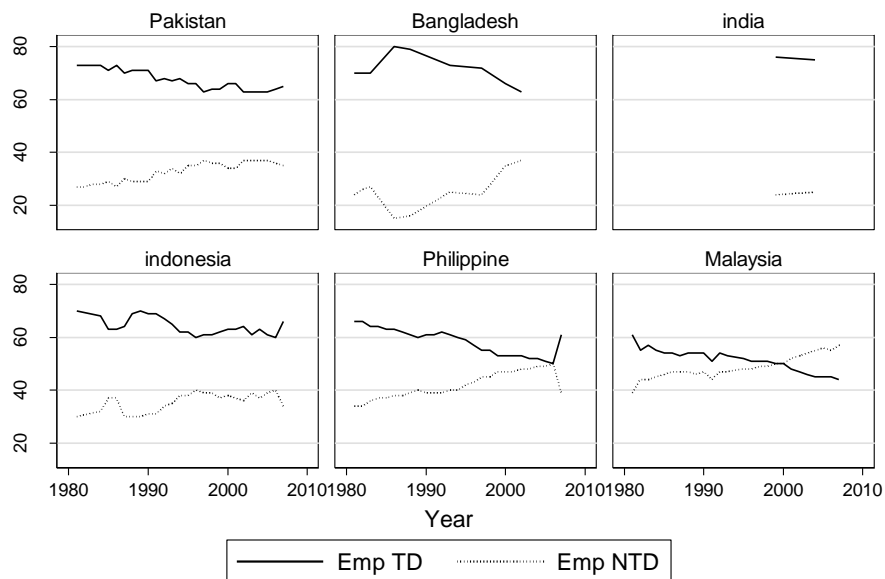 Pakistan Bangladesh india
80
60
40
20
indonesia Philippine Malaysia
80
60
40
20
1980 1990 2000 2010 1980 1990 2000 2010 1980 1990 2000 2010
Year
Emp TD Emp NTD